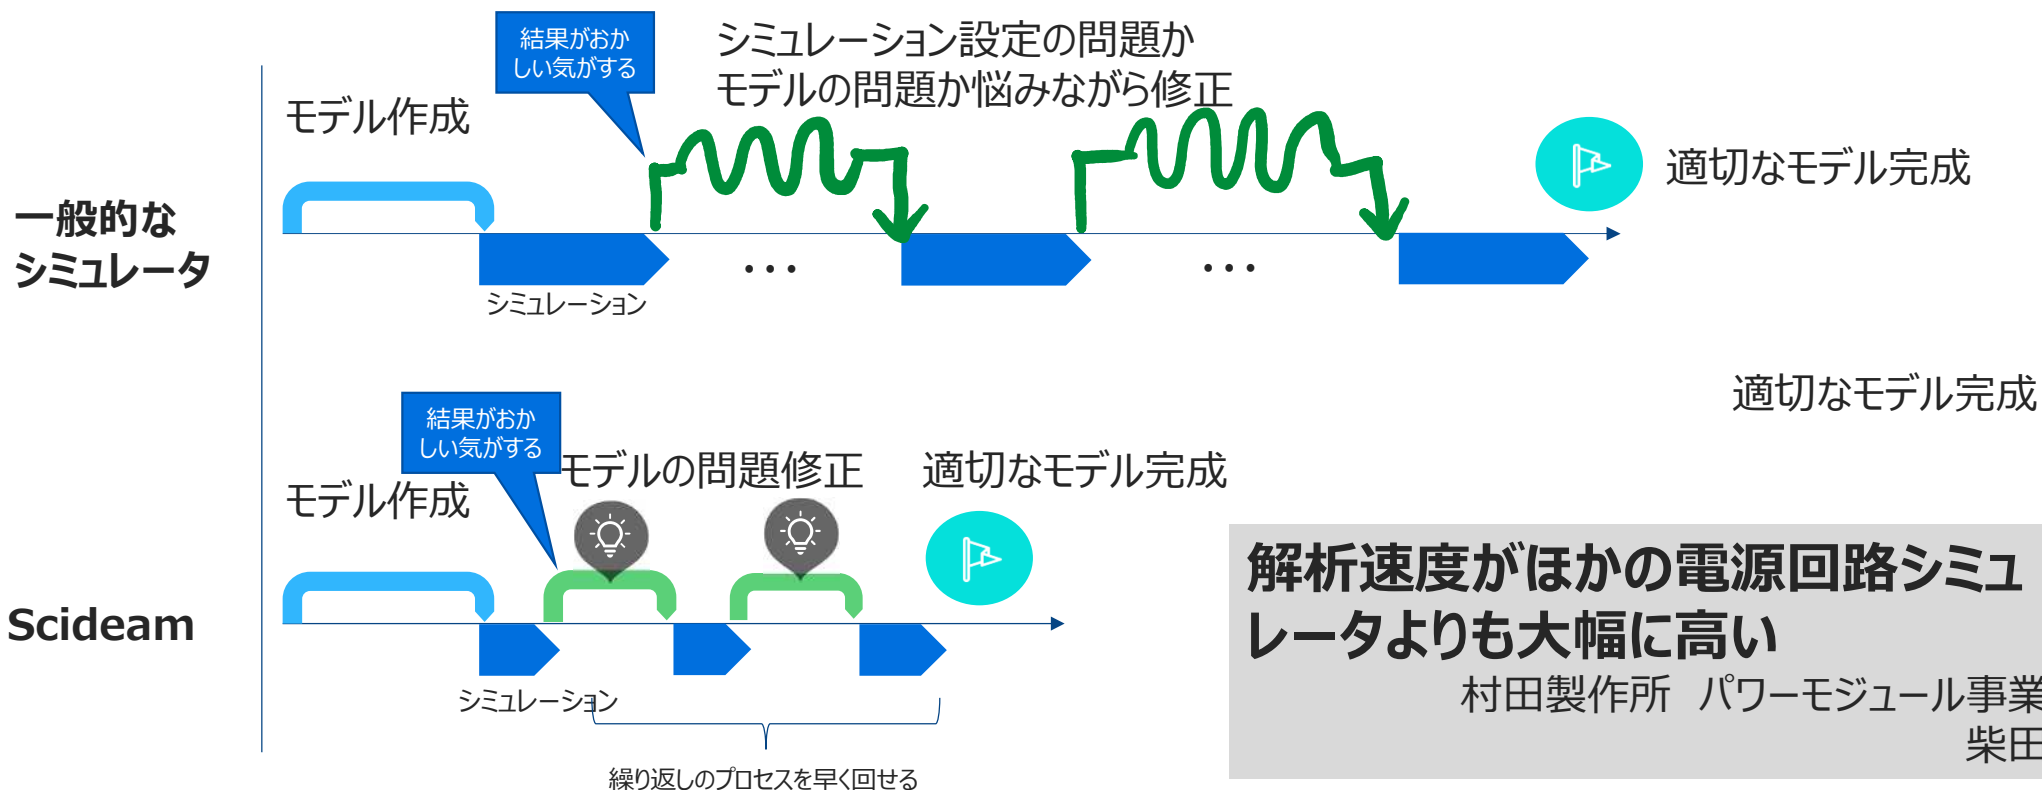 結果がおか
しい気がする
シミュレーション設定の問題か
モデルの問題か悩みながら修正
モデル作成
適切なモデル完成
一般的な
シミュレータ
・・・
・・・
シミュレーション
適切なモデル完成
結果がおか
しい気がする
モデルの問題修正
適切なモデル完成
モデル作成
Scideam
シミュレーション
繰り返しのプロセスを早く回せる
解析速度がほかの電源回路シミュ
レータよりも大幅に高い
村田製作所 パワーモジュール事業
柴田